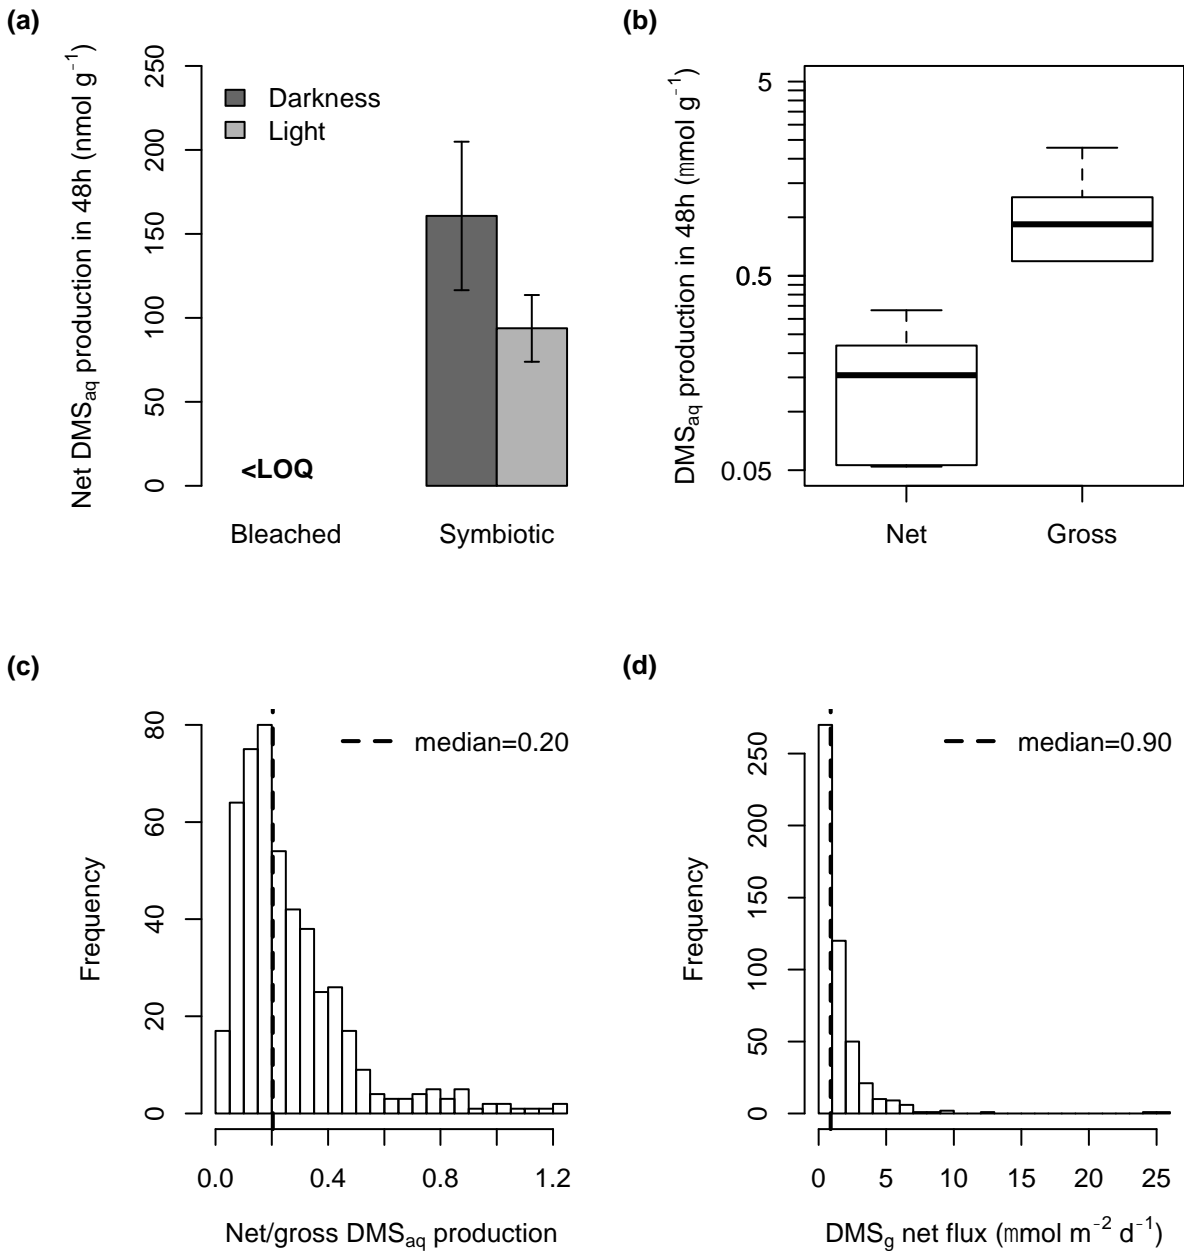 (a)
Net DMSaq production in 48h (nmol g⁻¹)
0
50
100
150
200
250
Darkness
Light
<LOQ
Bleached
Symbiotic
(b)
DMSaq production in 48h (mmol g⁻¹)
5
0.5
0.05
Net
Gross
(c)
Frequency
0
20
40
60
80
median=0.20
0.0
0.4
0.8
1.2
Net/gross DMSaq production
(d)
Frequency
0
50
100
150
200
250
median=0.90
0
5
10
15
20
25
DMSg net flux (mmol m⁻² d⁻¹)